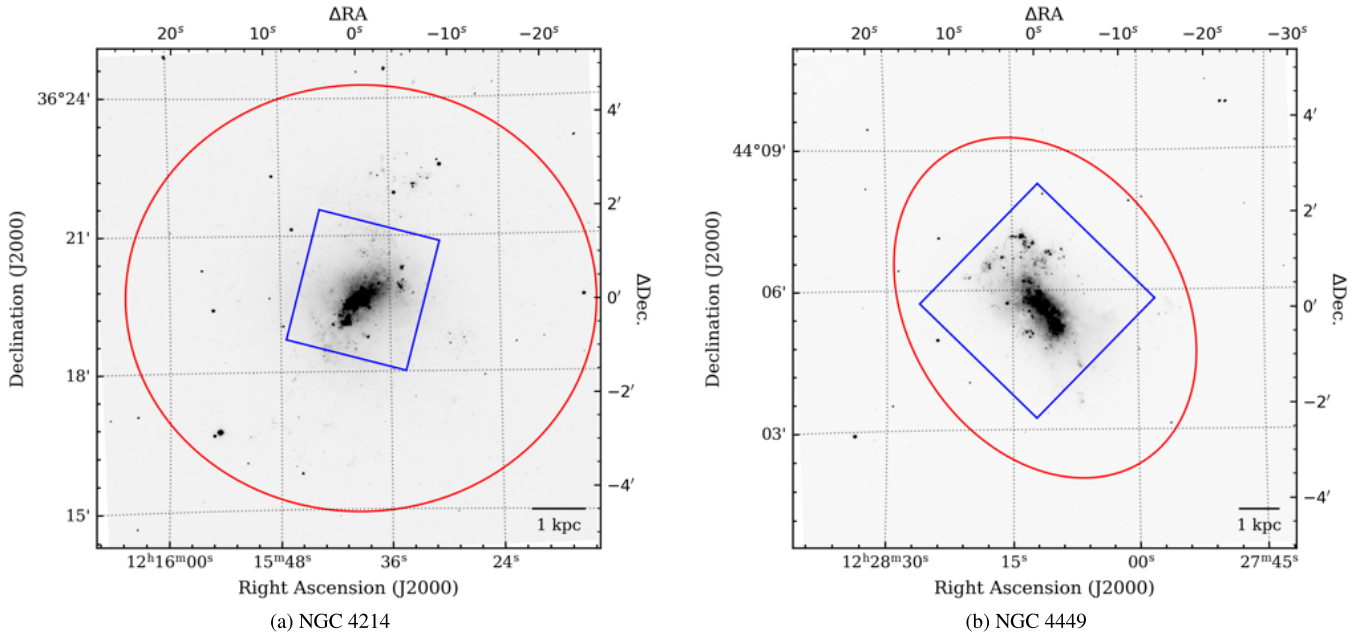 ΔRA
20ˢ 10ˢ 0ˢ −10ˢ −20ˢ
36°24'
21'
18'
15'
4′
2′
0′
−2′
−4′
Declination (J2000)
ΔDec.
1 kpc
12ʰ16ᵐ00ˢ 15ᵐ48ˢ 36ˢ 24ˢ
Right Ascension (J2000)
(a) NGC 4214
ΔRA
20ˢ 10ˢ 0ˢ −10ˢ −20ˢ −30ˢ
44°09'
06'
03'
4′
2′
0′
−2′
−4′
Declination (J2000)
ΔDec.
1 kpc
12ʰ28ᵐ30ˢ 15ˢ 00ˢ 27ᵐ45ˢ
Right Ascension (J2000)
(b) NGC 4449